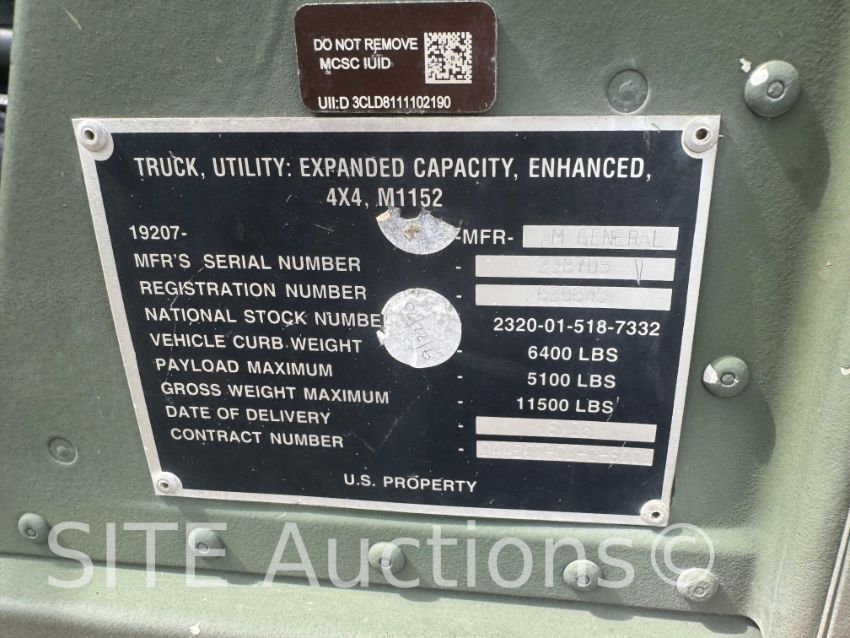 DO NOT REMOVE
MCSC IUID
UII:D 3CLD8111102190
TRUCK, UTILITY: EXPANDED CAPACITY, ENHANCED,
4X4, M1152
19207- -MFR- AM GENERAL
MFR'S SERIAL NUMBER -
REGISTRATION NUMBER - 620645
NATIONAL STOCK NUMBE 2320-01-518-7332
VEHICLE CURB WEIGHT - 6400 LBS
PAYLOAD MAXIMUM - 5100 LBS
GROSS WEIGHT MAXIMUM - 11500 LBS
DATE OF DELIVERY -
CONTRACT NUMBER -
U.S. PROPERTY
SITE Auctions©